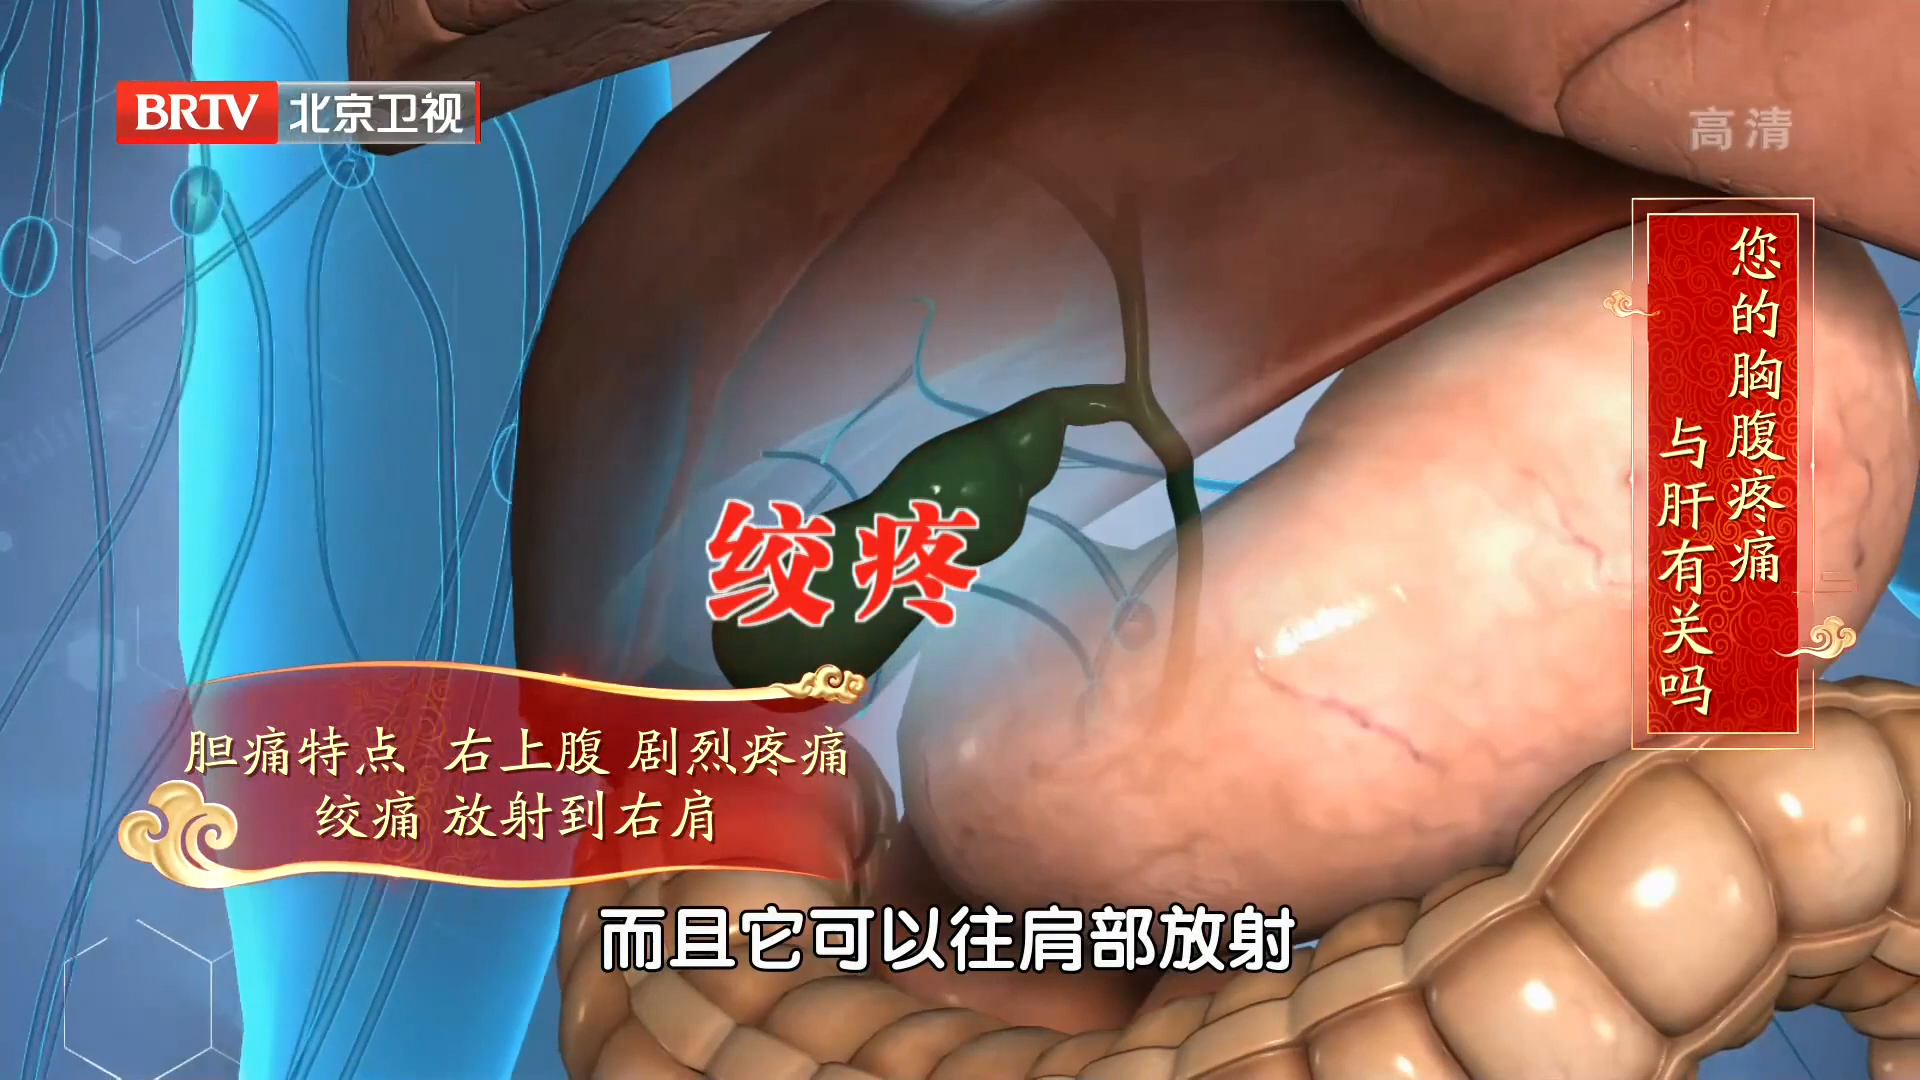 BRTV 北京卫视
高清
您的胸腹疼痛
与肝有关吗
绞疼
胆痛特点 右上腹 剧烈疼痛
绞痛 放射到右肩
而且它可以往肩部放射